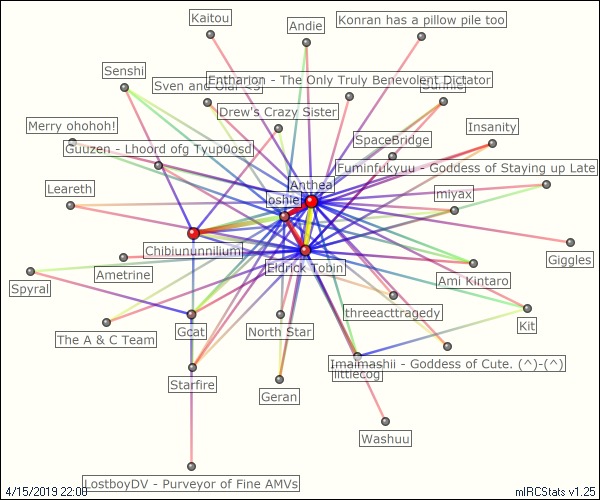 Kaitou
Andie
Konran has a pillow pile too
Senshi
Sven and Olaf <3
Entharion - The Only Truly Benevolent Dictator
Drew's Crazy Sister
Merry ohohoh!
SpaceBridge
Insanity
Guuzen - Lhoord ofg Tyup0osd
Fuminfukyuu - Goddess of Staying up Late
Leareth
Anthea
oshie
miyax
Chibiununnilium
Eldrick Tobin
Giggles
Ametrine
Ami Kintaro
Spyral
threeacttragedy
The A & C Team
Gcat
North Star
Kit
Imaimashii - Goddess of Cute. (^)-(^)
littlecog
Starfire
Geran
Washuu
LostboyDV - Purveyor of Fine AMVs
4/15/2019 22:00
mIRCStats v1.25